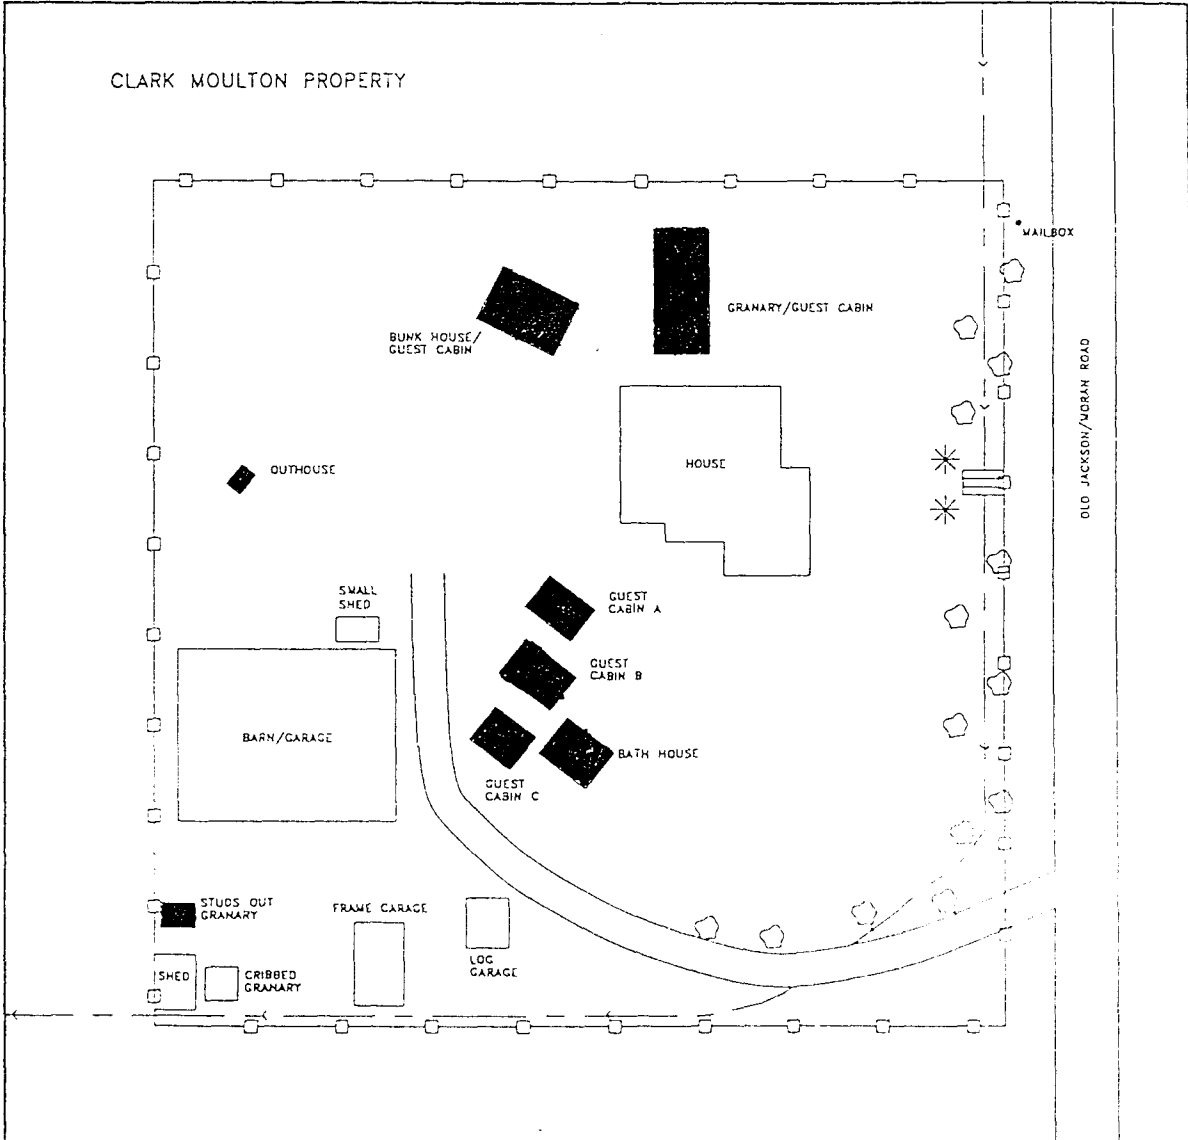 CLARK MOULTON PROPERTY
MAILBOX
GRANARY/GUEST CABIN
BUNK HOUSE/
GUEST CABIN
OLD JACKSON/MORAN ROAD
HOUSE
OUTHOUSE
SMALL
SHED
GUEST
CABIN A
GUEST
CABIN B
BARN/GARAGE
BATH HOUSE
GUEST
CABIN C
STUDS OUT
GRANARY
FRAME GARAGE
LOG
GARAGE
SHED
CRIBBED
GRANARY